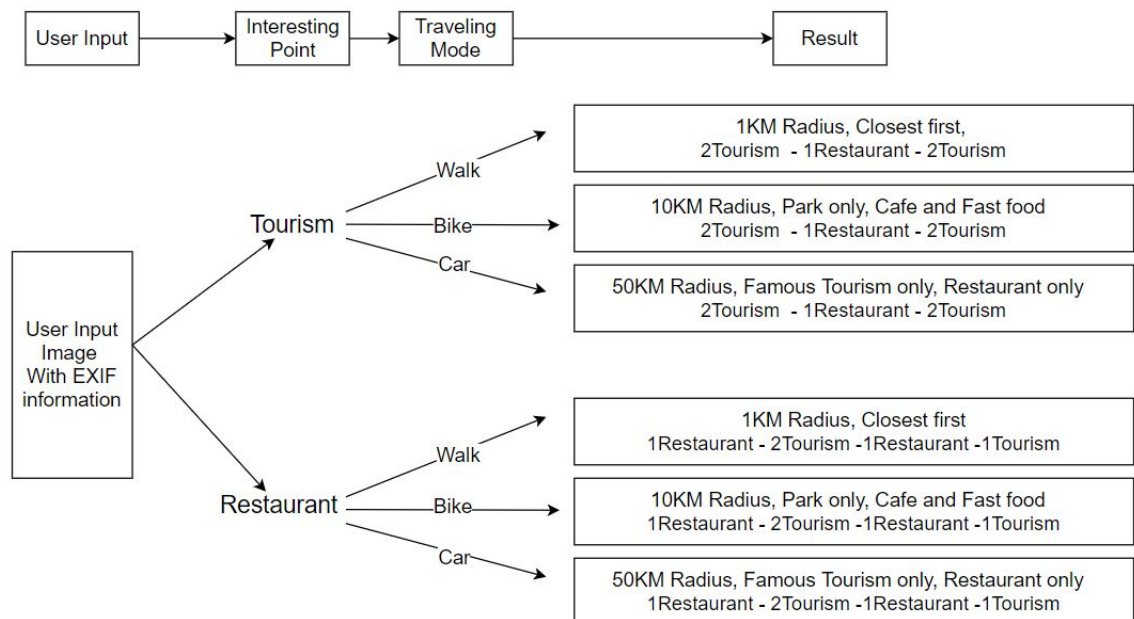 User Input
Interesting
Point
Traveling
Mode
Result
User Input
Image
With EXIF
information
Tourism
Walk
Bike
Car
1KM Radius, Closest first,
2Tourism - 1Restaurant - 2Tourism
10KM Radius, Park only, Cafe and Fast food
2Tourism - 1Restaurant - 2Tourism
50KM Radius, Famous Tourism only, Restaurant only
2Tourism - 1Restaurant - 2Tourism
Restaurant
Walk
Bike
Car
1KM Radius, Closest first
1Restaurant - 2Tourism -1Restaurant -1Tourism
10KM Radius, Park only, Cafe and Fast food
1Restaurant - 2Tourism -1Restaurant -1Tourism
50KM Radius, Famous Tourism only, Restaurant only
1Restaurant - 2Tourism -1Restaurant -1Tourism